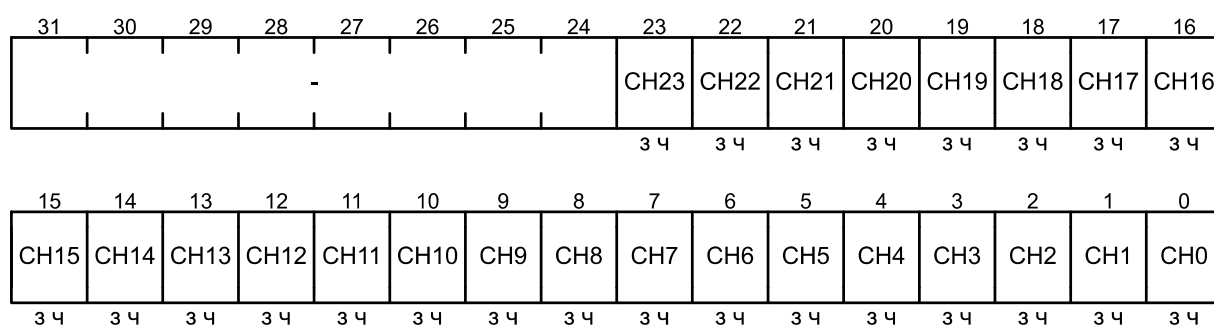 31 30 29 28 27 26 25 24 23 22 21 20 19 18 17 16
- CH23 CH22 CH21 CH20 CH19 CH18 CH17 CH16
з ч з ч з ч з ч з ч з ч з ч з ч
15 14 13 12 11 10 9 8 7 6 5 4 3 2 1 0
CH15 CH14 CH13 CH12 CH11 CH10 CH9 CH8 CH7 CH6 CH5 CH4 CH3 CH2 CH1 CH0
з ч з ч з ч з ч з ч з ч з ч з ч з ч з ч з ч з ч з ч з ч з ч з ч